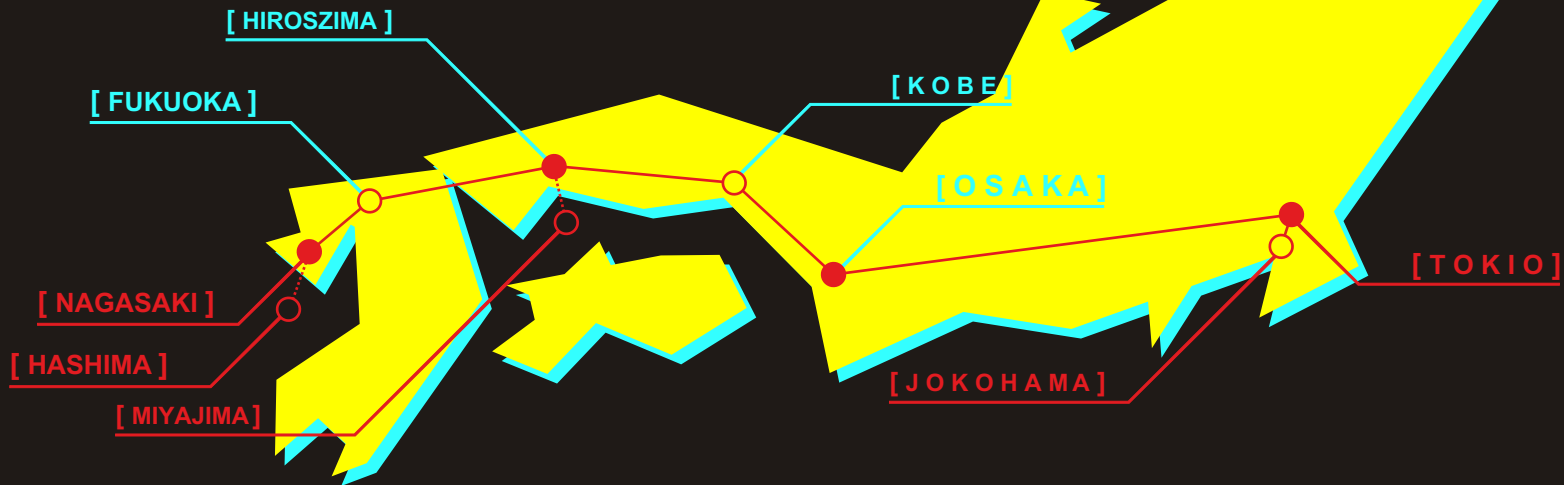 [ HIROSZIMA ]
[ FUKUOKA ]
[ K O B E ]
[ O S A K A ]
[ T O K I O ]
[ NAGASAKI ]
[ HASHIMA ]
[ J O K O H A M A ]
[ MIYAJIMA ]